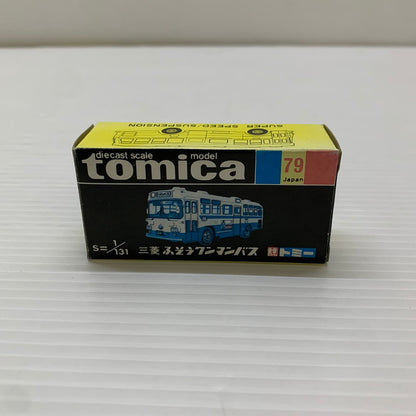 SUPER SPEED/SUSPENSION
diecast scale model
tomica
79
Japan
S=1/131
三菱 ふそうワンマンバス
トミー